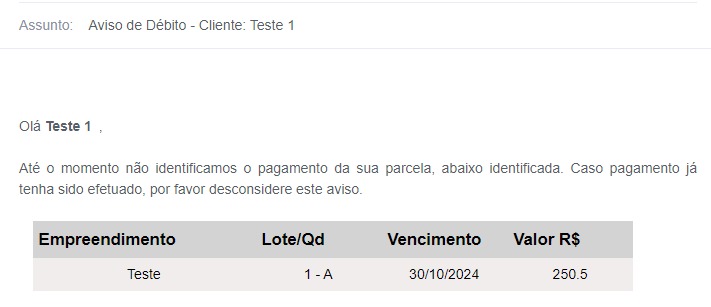 Assunto: Aviso de Débito - Cliente: Teste 1
Olá Teste 1 ,
Até o momento não identificamos o pagamento da sua parcela, abaixo identificada. Caso pagamento já
tenha sido efetuado, por favor desconsidere este aviso.
Empreendimento Lote/Qd Vencimento Valor R$
Teste 1 - A 30/10/2024 250.5